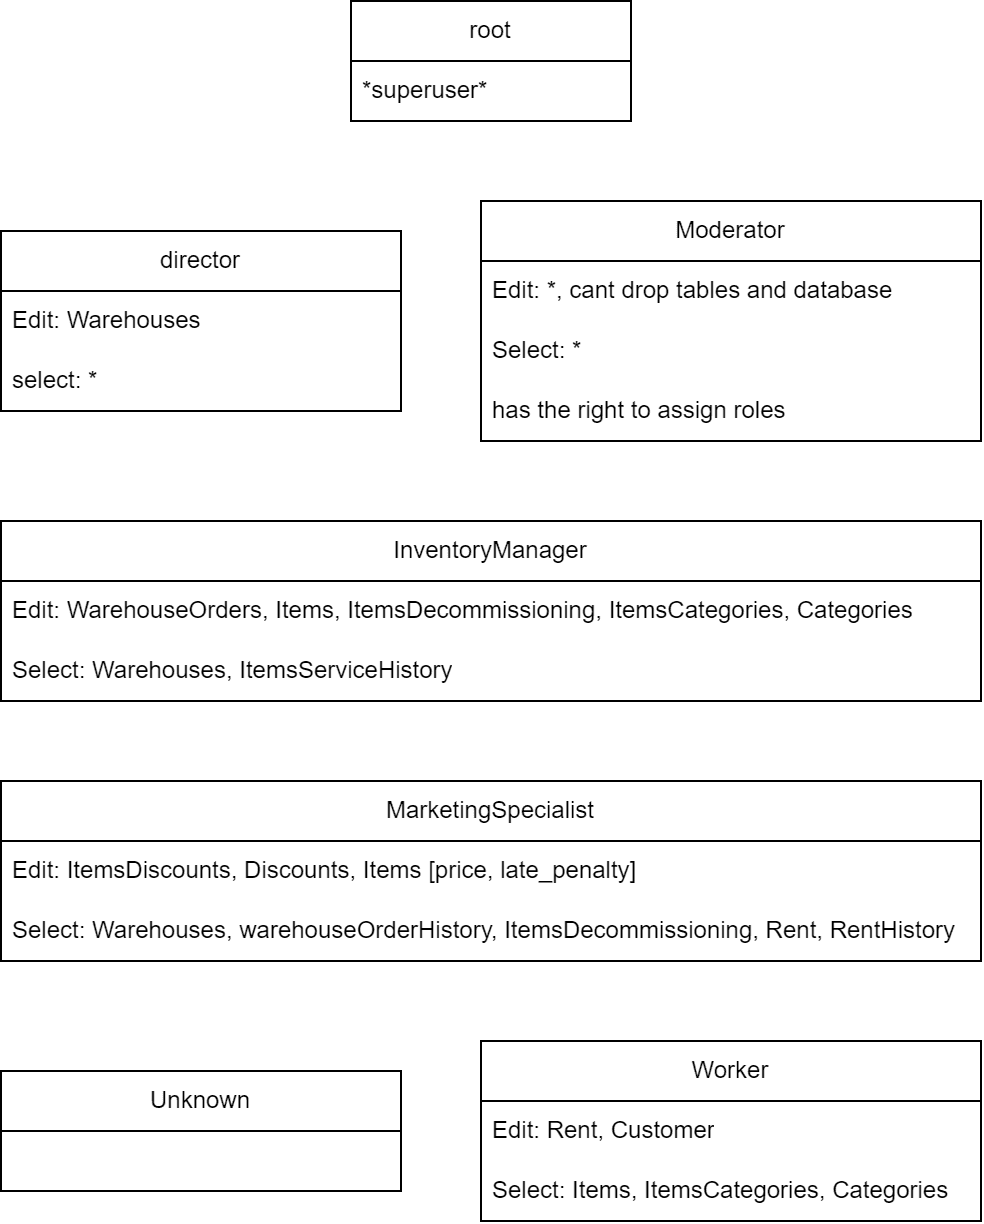 root
*superuser*
director
Edit: Warehouses
select: *
Moderator
Edit: *, cant drop tables and database
Select: *
has the right to assign roles
InventoryManager
Edit: WarehouseOrders, Items, ItemsDecommissioning, ItemsCategories, Categories
Select: Warehouses, ItemsServiceHistory
MarketingSpecialist
Edit: ItemsDiscounts, Discounts, Items [price, late_penalty]
Select: Warehouses, warehouseOrderHistory, ItemsDecommissioning, Rent, RentHistory
Unknown
Worker
Edit: Rent, Customer
Select: Items, ItemsCategories, Categories